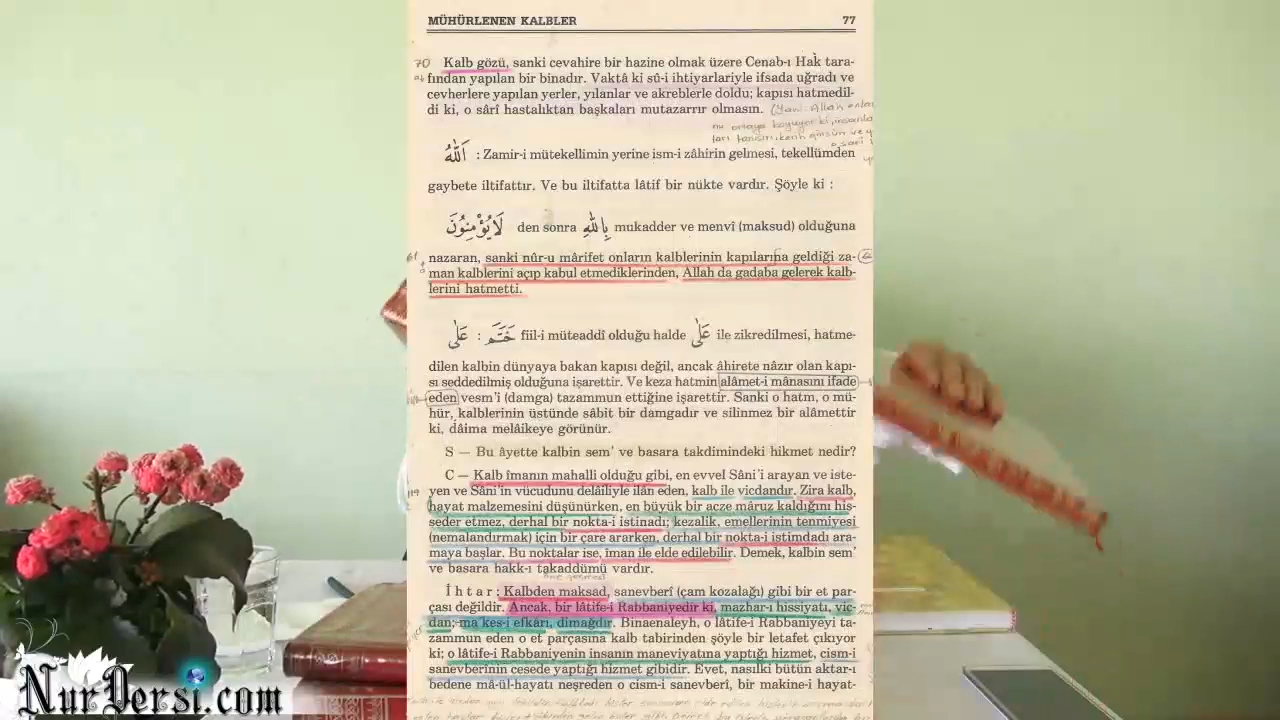 MÜHÜRLENEN KALBLER 77
70 Kalb gözü, sanki cevahire bir hazine olmak üzere Cenab-ı Hak tara-
fından yapılan bir binadır. Vaktâ ki sû-i ihtiyarlariyle ifsada uğradı ve
cevherlere yapılan yerler, yılanlar ve akreblerle doldu; kapısı hatmedil-
di ki, o sârî hastalıktan başkaları mutazarrır olmasın. (Yani Allah
اَللّٰهُ : Zamir-i mütekellimin yerine ism-i zâhirin gelmesi, tekellümden
gaybete iltifattır. Ve bu iltifatta lâtif bir nükte vardır. Şöyle ki :
لَايُؤْمِنُونَ den sonra بِاللّٰهِ mukadder ve menvî (maksud) olduğuna
nazaran, sanki nûr-u mârifet onların kalblerinin kapılarına geldiği za-
man kalblerini açıp kabul etmediklerinden, Allah da gadaba gelerek kalb-
lerini hatmetti.
عَلٰى : خَتَمَ fiil-i müteaddî olduğu halde عَلٰى ile zikredilmesi, hatme-
dilen kalbin dünyaya bakan kapısı değil, ancak âhirete nâzır olan kapı-
sı seddedilmiş olduğuna işarettir. Ve keza hatmin alâmet-i mânasını ifade
eden vesm'i (damga) tazammun ettiğine işarettir. Sanki o hatm, o mü-
hür, kalblerinin üstünde sâbit bir damgadır ve silinmez bir alâmettir
ki, dâima melâikeye görünür.
S — Bu âyette kalbin sem' ve basara takdimindeki hikmet nedir?
C — Kalb îmanın mahalli olduğu gibi, en evvel Sâni'i arayan ve iste-
yen ve Sâni'in vücudunu delâiliyle ilân eden, kalb ile vicdandır. Zira kalb,
hayat malzemesini düşünürken, en büyük bir acze mâruz kaldığını his-
seder etmez, derhal bir nokta-i istinadı; kezalik, emellerinin tenmiyesi
(nemalandırmak) için bir çare ararken, derhal bir nokta-i istimdadı ara-
maya başlar. Bu noktalar ise, îman ile elde edilebilir. Demek, kalbin sem'
ve basara hakk-ı takaddümü vardır.
İhtar: Kalbden maksad, sanevberî (çam kozalağı) gibi bir et par-
çası değildir. Ancak, bir lâtife-i Rabbaniyedir ki, mazhar-ı hissiyatı, vic-
dan; ma'kes-i efkârı, dimağdır. Binaenaleyh, o lâtife-i Rabbaniyeyi ta-
zammun eden o et parçasına kalb tabirinden şöyle bir letafet çıkıyor
ki; o lâtife-i Rabbaniyenin insanın maneviyatına yaptığı hizmet, cism-i
sanevberînin cesede yaptığı hizmet gibidir. Evet, nasılki bütün aktar-ı
bedene mâ-ül-hayatı neşreden o cism-i sanevberî, bir makine-i hayat-
NurDersi.com